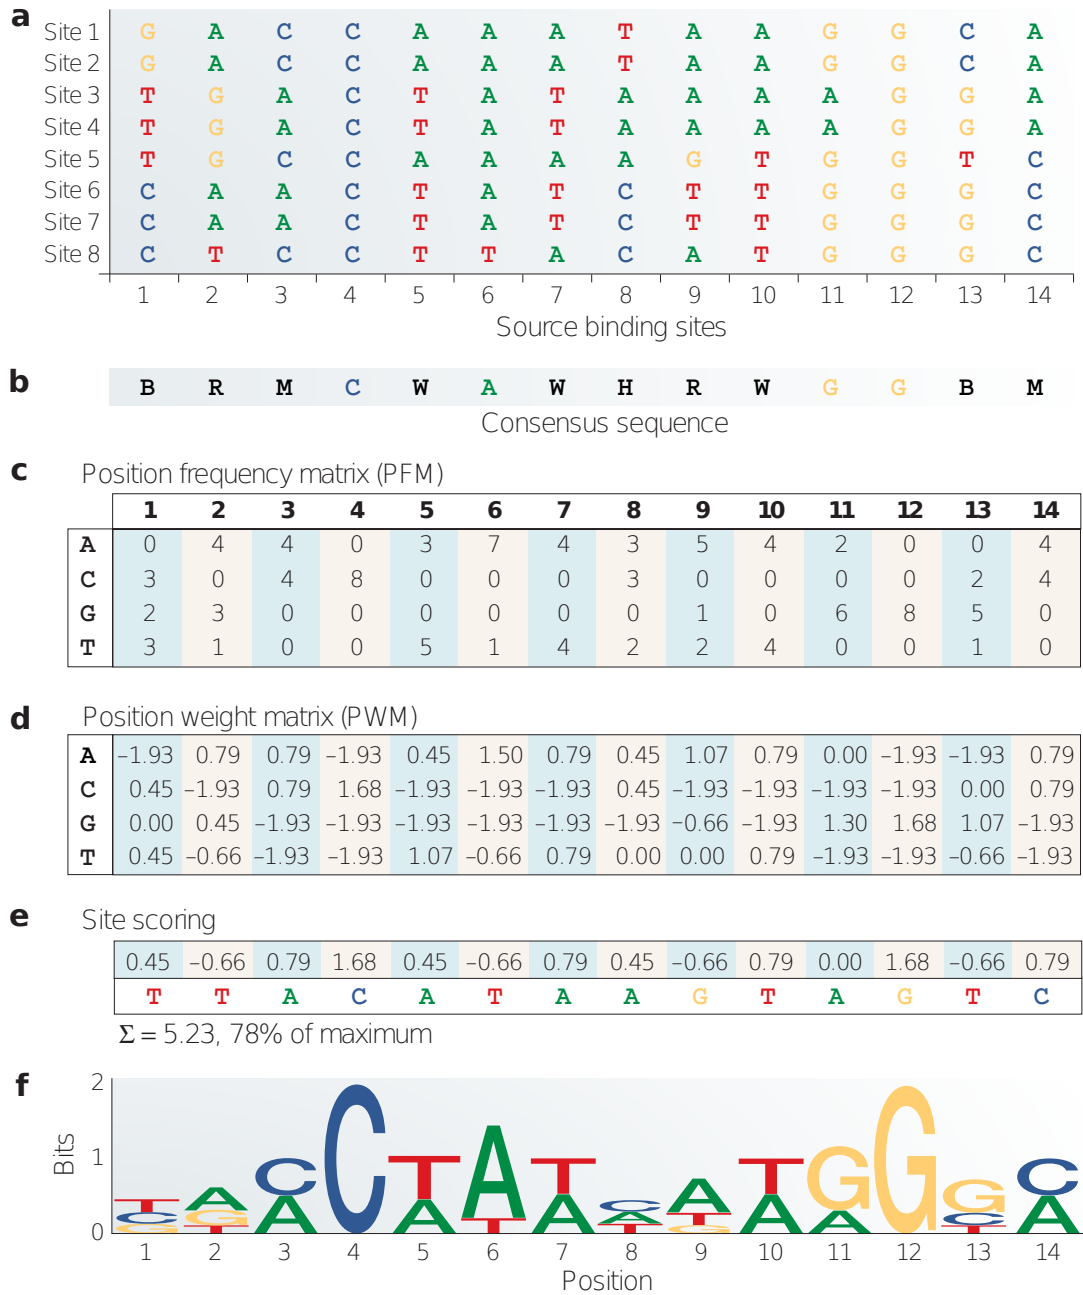 a
Site 1 G A C C A A A T A A G G C A
Site 2 G A C C A A A T A A G G C A
Site 3 T G A C T A T A A A A G G A
Site 4 T G A C T A T A A A A G G A
Site 5 T G C C A A A A G T G G T C
Site 6 C A A C T A T C T T G G G C
Site 7 C A A C T A T C T T G G G C
Site 8 C T C C T T A C A T G G G C
1 2 3 4 5 6 7 8 9 10 11 12 13 14
Source binding sites
b
B R M C W A W H R W G G B M
Consensus sequence
c
Position frequency matrix (PFM)
1 2 3 4 5 6 7 8 9 10 11 12 13 14
A 0 4 4 0 3 7 4 3 5 4 2 0 0 4
C 3 0 4 8 0 0 0 3 0 0 0 0 2 4
G 2 3 0 0 0 0 0 0 1 0 6 8 5 0
T 3 1 0 0 5 1 4 2 2 4 0 0 1 0
d
Position weight matrix (PWM)
A –1.93 0.79 0.79 –1.93 0.45 1.50 0.79 0.45 1.07 0.79 0.00 –1.93 –1.93 0.79
C 0.45 –1.93 0.79 1.68 –1.93 –1.93 –1.93 0.45 –1.93 –1.93 –1.93 –1.93 0.00 0.79
G 0.00 0.45 –1.93 –1.93 –1.93 –1.93 –1.93 –1.93 –0.66 –1.93 1.30 1.68 1.07 –1.93
T 0.45 –0.66 –1.93 –1.93 1.07 –0.66 0.79 0.00 0.00 0.79 –1.93 –1.93 –0.66 –1.93
e
Site scoring
0.45 –0.66 0.79 1.68 0.45 –0.66 0.79 0.45 –0.66 0.79 0.00 1.68 –0.66 0.79
T T A C A T A A G T A G T C
Σ = 5.23, 78% of maximum
f
2
1
0
Bits
T A C C T A T C A T G G G C
C G A A T A A T A A C A
G T T G T
1 2 3 4 5 6 7 8 9 10 11 12 13 14
Position